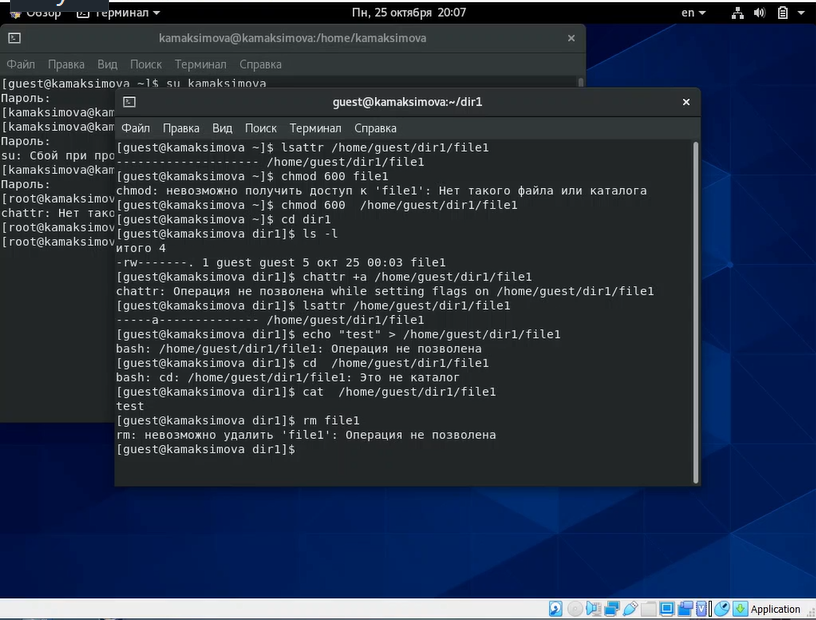 Обзор Терминал Пн, 25 октября 20:07 en
kamaksimova@kamaksimova:/home/kamaksimova
Файл Правка Вид Поиск Терминал Справка
[guest@kamaksimova ~]$ su kamaksimova
Пароль:
[kamaksimova@kam
[kamaksimova@kam
Пароль:
su: Сбой при про
[kamaksimova@kam
Пароль:
[root@kamaksimov
chattr: Нет тако
[root@kamaksimov
[root@kamaksimov
guest@kamaksimova:~/dir1
Файл Правка Вид Поиск Терминал Справка
[guest@kamaksimova ~]$ lsattr /home/guest/dir1/file1
-------------------- /home/guest/dir1/file1
[guest@kamaksimova ~]$ chmod 600 file1
chmod: невозможно получить доступ к 'file1': Нет такого файла или каталога
[guest@kamaksimova ~]$ chmod 600  /home/guest/dir1/file1
[guest@kamaksimova ~]$ cd dir1
[guest@kamaksimova dir1]$ ls -l
итого 4
-rw-------. 1 guest guest 5 окт 25 00:03 file1
[guest@kamaksimova dir1]$ chattr +a /home/guest/dir1/file1
chattr: Операция не позволена while setting flags on /home/guest/dir1/file1
[guest@kamaksimova dir1]$ lsattr /home/guest/dir1/file1
-----a-------------- /home/guest/dir1/file1
[guest@kamaksimova dir1]$ echo "test" > /home/guest/dir1/file1
bash: /home/guest/dir1/file1: Операция не позволена
[guest@kamaksimova dir1]$ cd  /home/guest/dir1/file1
bash: cd: /home/guest/dir1/file1: Это не каталог
[guest@kamaksimova dir1]$ cat  /home/guest/dir1/file1
test
[guest@kamaksimova dir1]$ rm file1
rm: невозможно удалить 'file1': Операция не позволена
[guest@kamaksimova dir1]$
Application